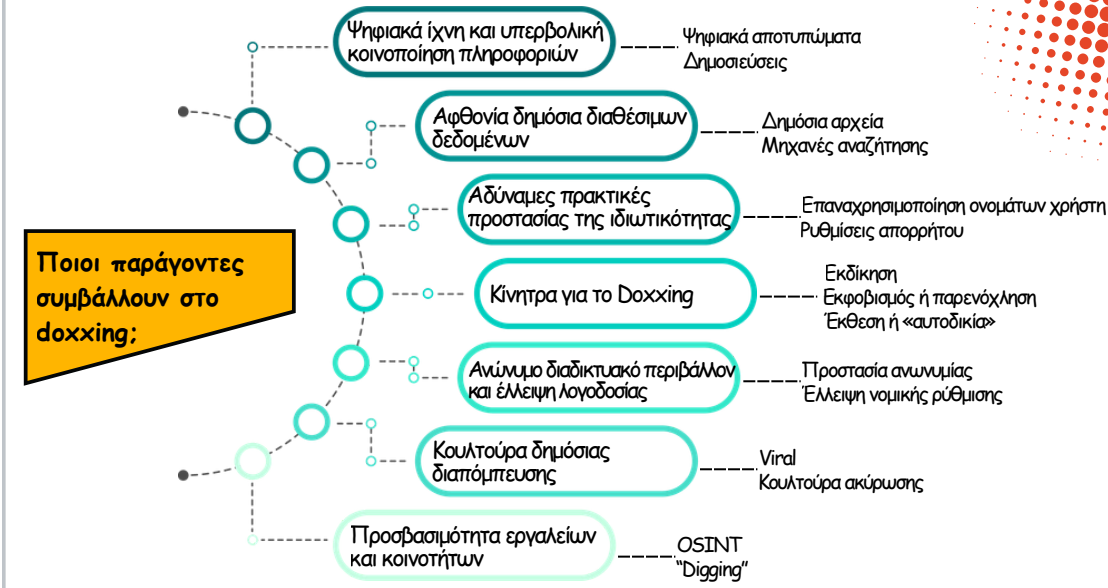 Ψηφιακά ίχνη και υπερβολική
κοινοποίηση πληροφοριών
Ψηφιακά αποτυπώματα
Δημοσιεύσεις
Αφθονία δημόσια διαθέσιμων
δεδομένων
Δημόσια αρχεία
Μηχανές αναζήτησης
Αδύναμες πρακτικές
προστασίας της ιδιωτικότητας
Επαναχρησιμοποίηση ονομάτων χρήστη
Ρυθμίσεις απορρήτου
Ποιοι παράγοντες
συμβάλλουν στο
doxxing;
Κίνητρα για το Doxxing
Εκδίκηση
Εκφοβισμός ή παρενόχληση
Έκθεση ή «αυτοδικία»
Ανώνυμο διαδικτυακό περιβάλλον
και έλλειψη λογοδοσίας
Προστασία ανωνυμίας
Έλλειψη νομικής ρύθμισης
Κουλτούρα δημόσιας
διαπόμπευσης
Viral
Κουλτούρα ακύρωσης
Προσβασιμότητα εργαλείων
και κοινοτήτων
OSINT
"Digging"